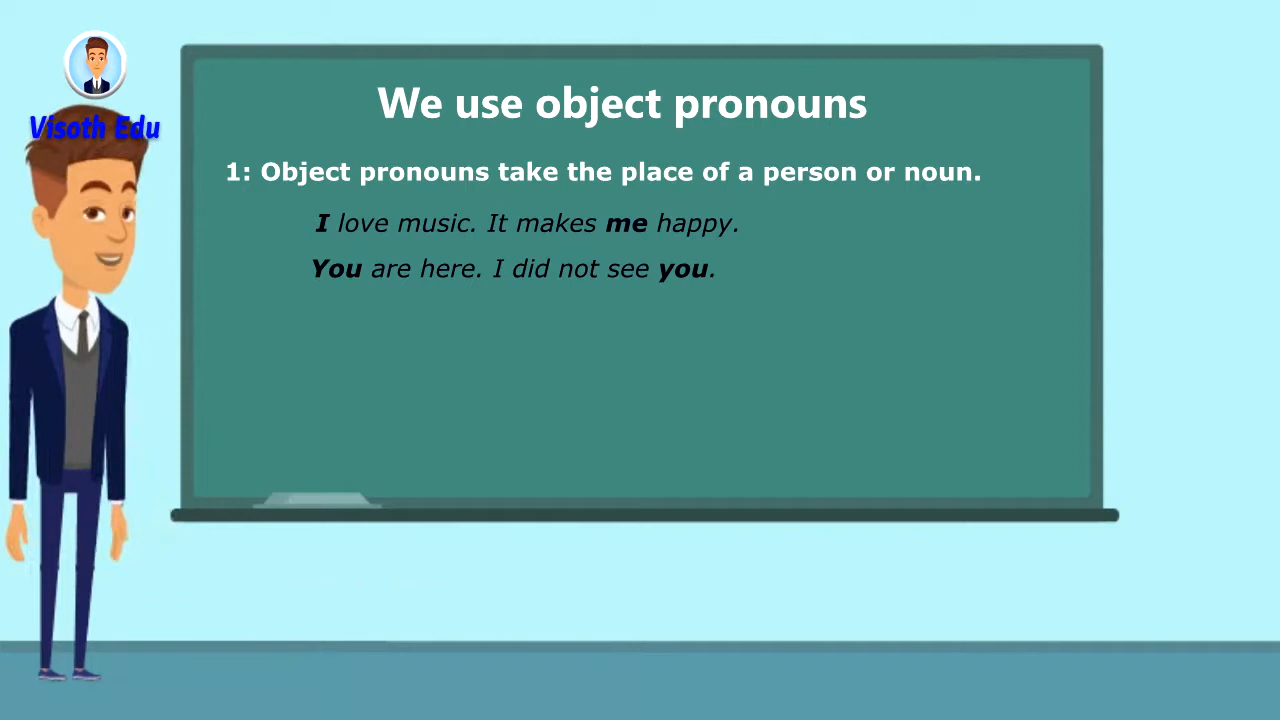 Visoth Edu
We use object pronouns
1: Object pronouns take the place of a person or noun.
I love music. It makes me happy.
You are here. I did not see you.